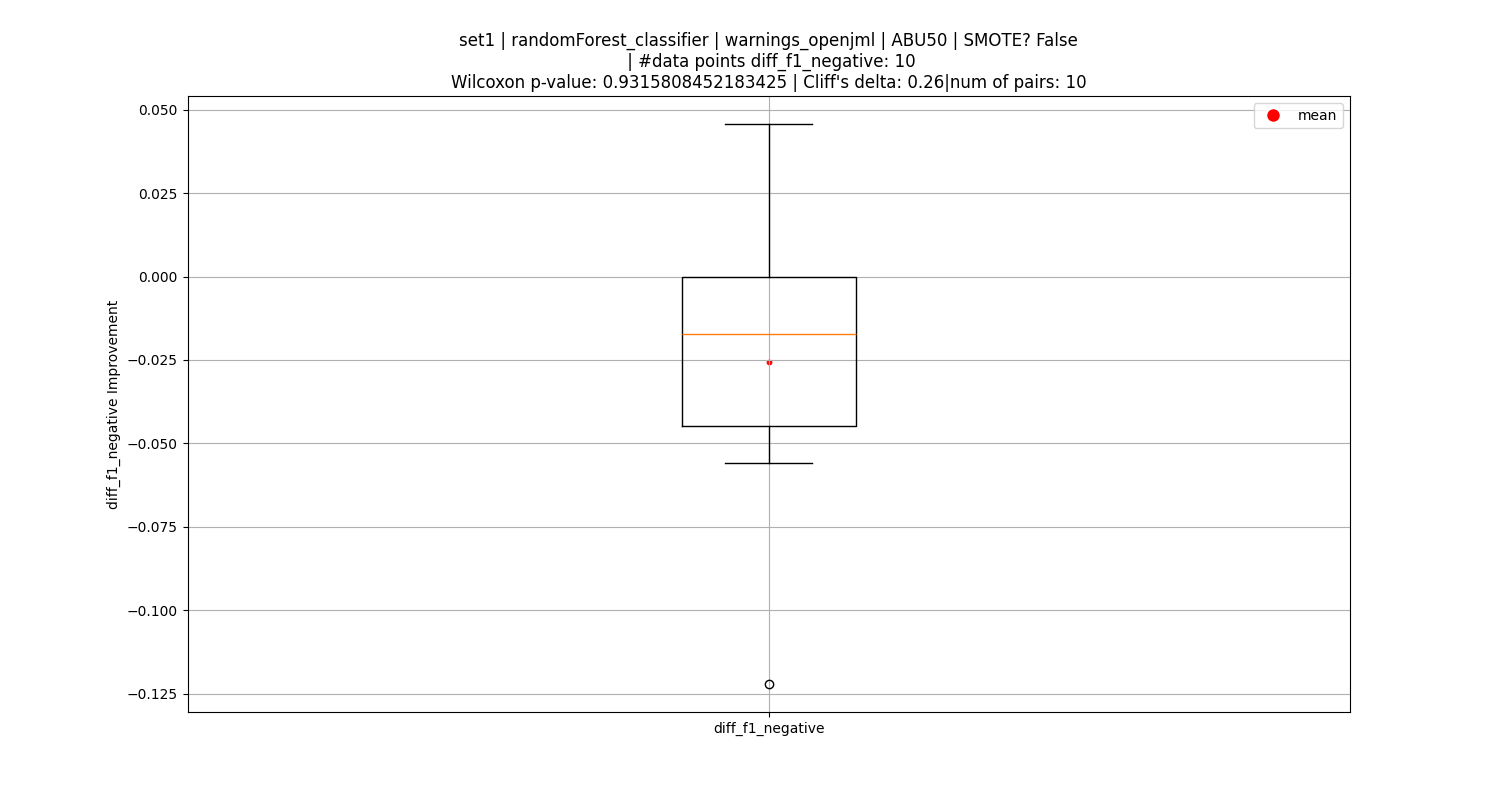 set1 | randomForest_classifier | warnings_openjml | ABU50 | SMOTE? False
| #data points diff_f1_negative: 10
Wilcoxon p-value: 0.9315808452183425 | Cliff's delta: 0.26|num of pairs: 10
mean
0.050
0.025
0.000
−0.025
−0.050
−0.075
−0.100
−0.125
diff_f1_negative Improvement
diff_f1_negative